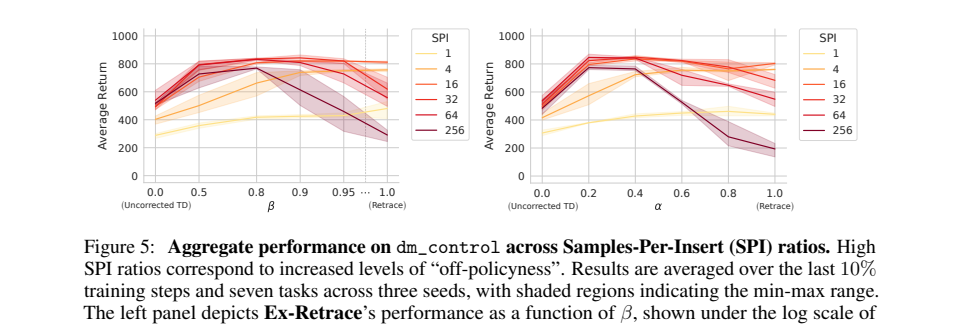 1000
800
600
400
200
0
Average Return
0.0
0.5
0.8
0.9
0.95
...
1.0
(Uncorrected TD)
β
(Retrace)
SPI
1
4
16
32
64
256
1000
800
600
400
200
0
Average Return
0.0
0.2
0.4
0.6
0.8
1.0
(Uncorrected TD)
α
(Retrace)
SPI
1
4
16
32
64
256
Figure 5: Aggregate performance on dm_control across Samples-Per-Insert (SPI) ratios. High
SPI ratios correspond to increased levels of “off-policyness”. Results are averaged over the last 10%
training steps and seven tasks across three seeds, with shaded regions indicating the min-max range.
The left panel depicts Ex-Retrace’s performance as a function of β, shown under the log scale of